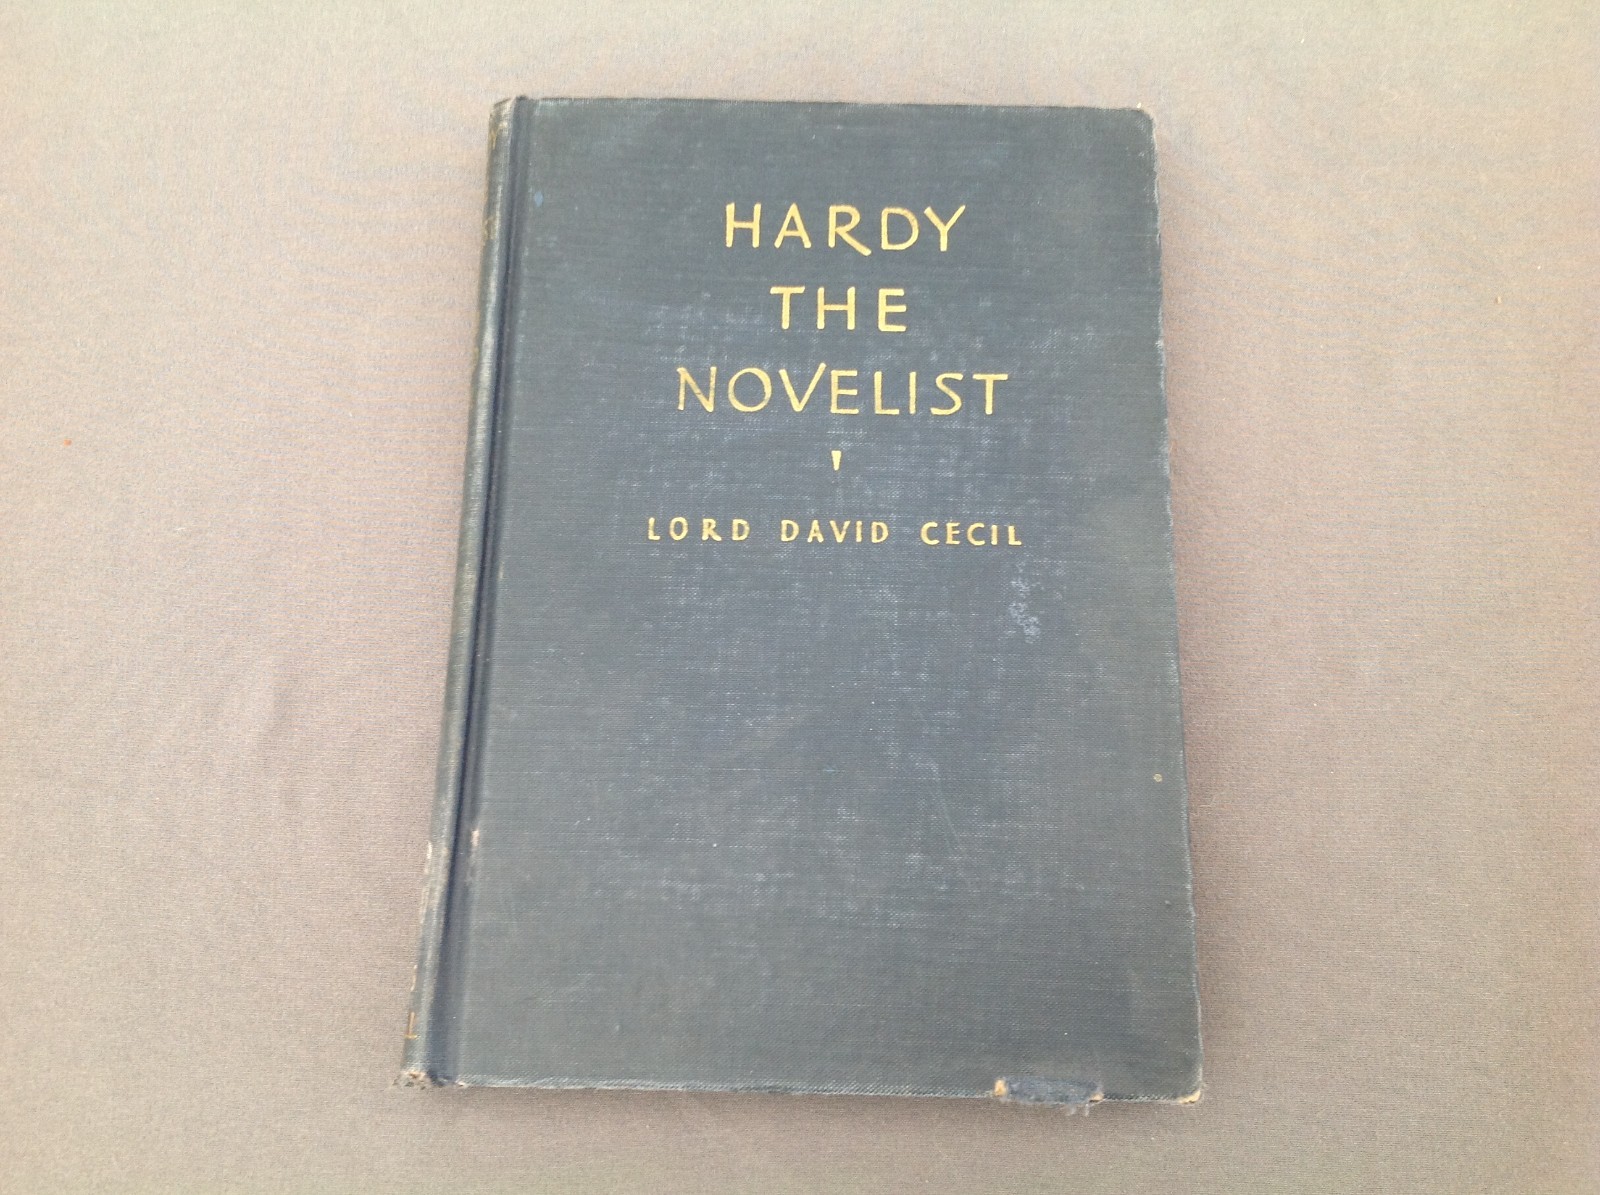 HARDY
THE
NOVELIST
LORD DAVID CECIL